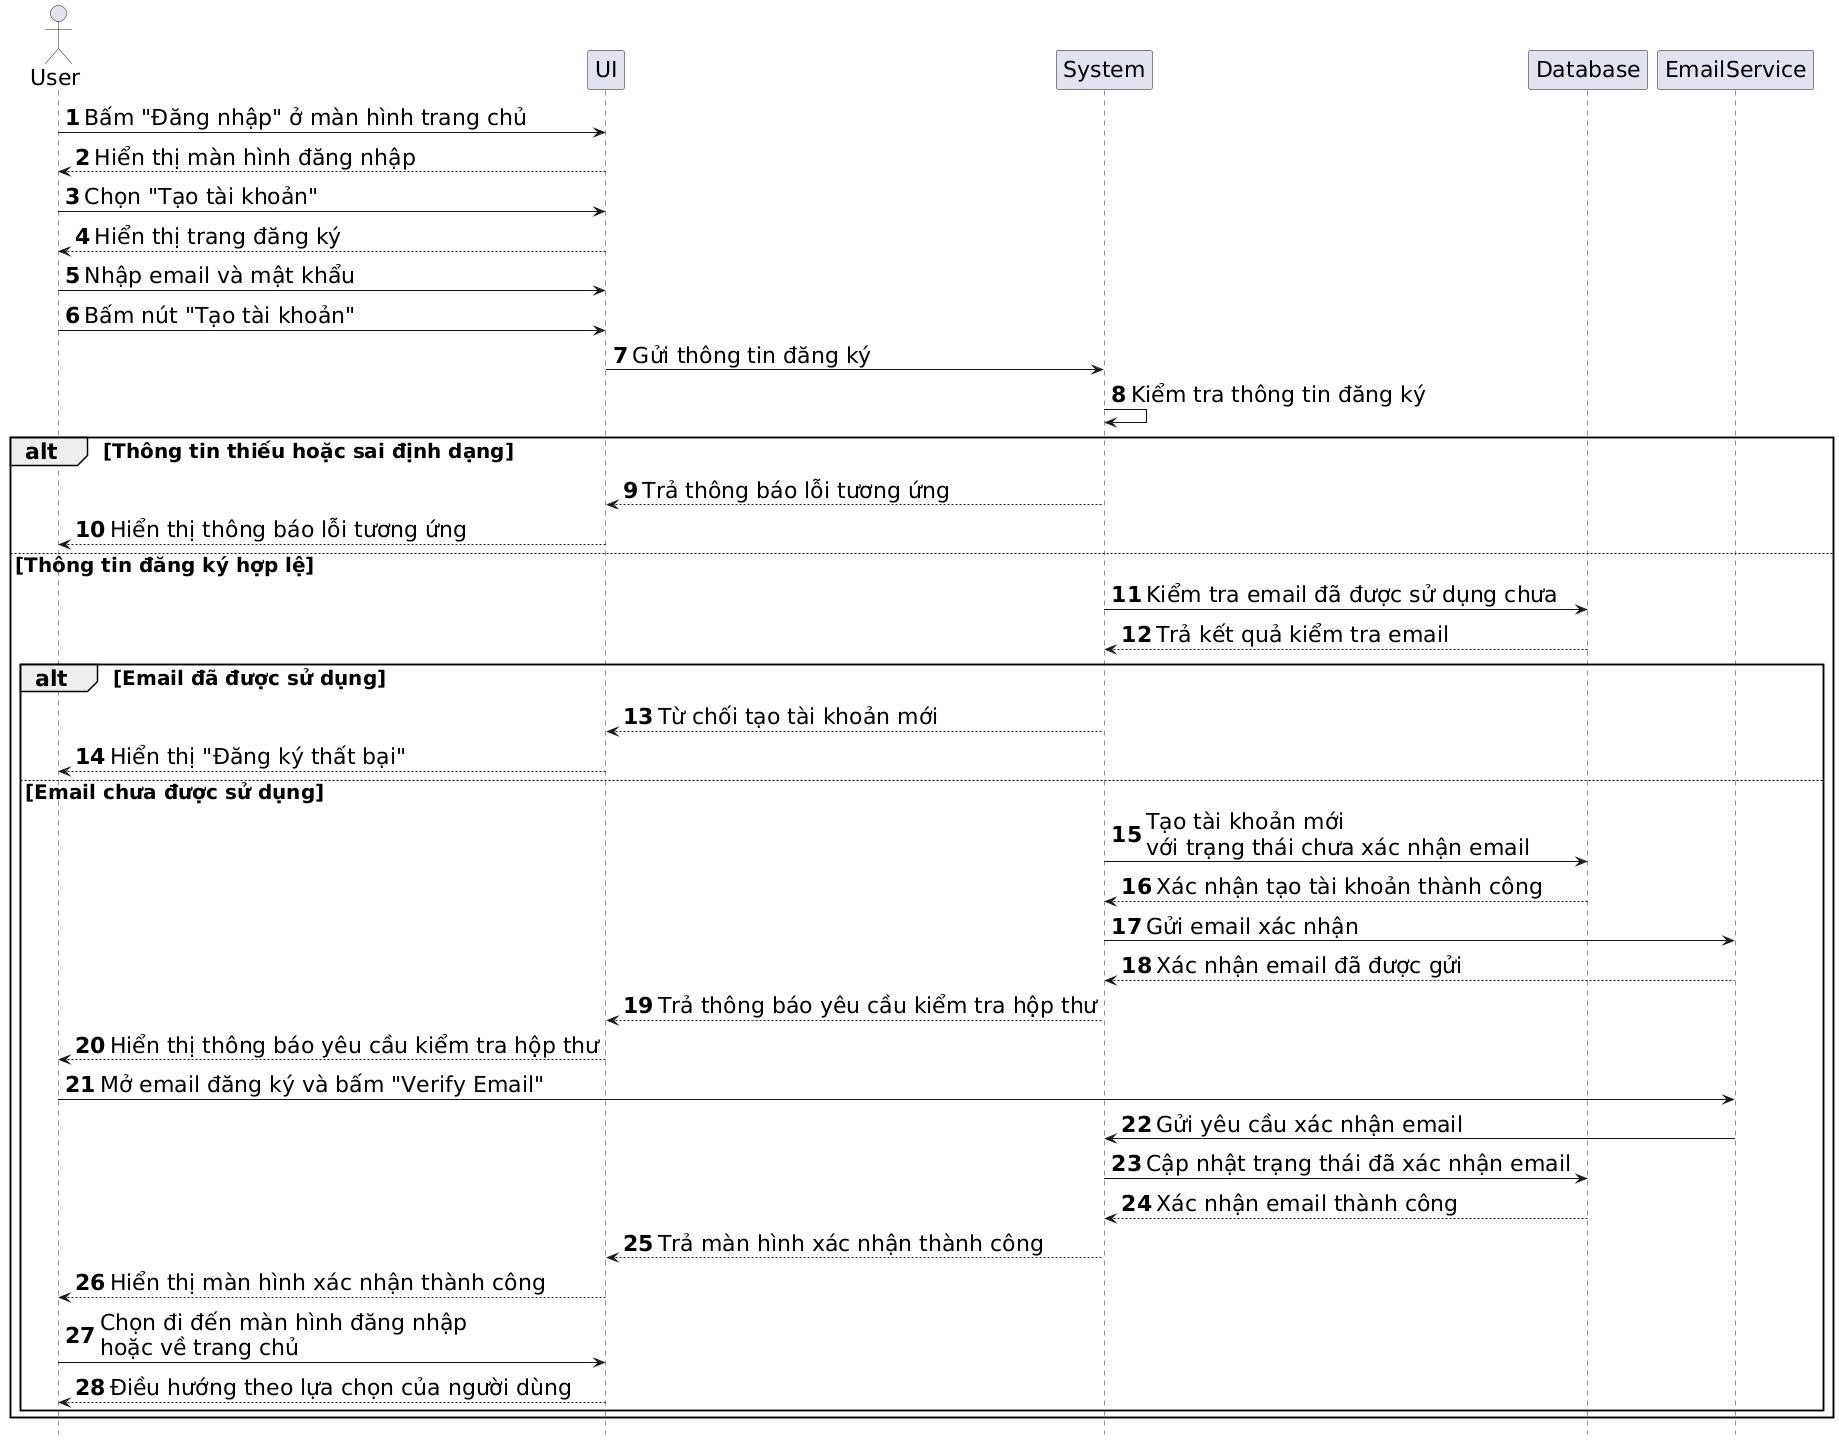 User
UI
System
Database
EmailService
1 Bấm "Đăng nhập" ở màn hình trang chủ
2 Hiển thị màn hình đăng nhập
3 Chọn "Tạo tài khoản"
4 Hiển thị trang đăng ký
5 Nhập email và mật khẩu
6 Bấm nút "Tạo tài khoản"
7 Gửi thông tin đăng ký
8 Kiểm tra thông tin đăng ký
alt [Thông tin thiếu hoặc sai định dạng]
9 Trả thông báo lỗi tương ứng
10 Hiển thị thông báo lỗi tương ứng
[Thông tin đăng ký hợp lệ]
11 Kiểm tra email đã được sử dụng chưa
12 Trả kết quả kiểm tra email
alt [Email đã được sử dụng]
13 Từ chối tạo tài khoản mới
14 Hiển thị "Đăng ký thất bại"
[Email chưa được sử dụng]
15 Tạo tài khoản mới
với trạng thái chưa xác nhận email
16 Xác nhận tạo tài khoản thành công
17 Gửi email xác nhận
18 Xác nhận email đã được gửi
19 Trả thông báo yêu cầu kiểm tra hộp thư
20 Hiển thị thông báo yêu cầu kiểm tra hộp thư
21 Mở email đăng ký và bấm "Verify Email"
22 Gửi yêu cầu xác nhận email
23 Cập nhật trạng thái đã xác nhận email
24 Xác nhận email thành công
25 Trả màn hình xác nhận thành công
26 Hiển thị màn hình xác nhận thành công
27 Chọn đi đến màn hình đăng nhập
hoặc về trang chủ
28 Điều hướng theo lựa chọn của người dùng